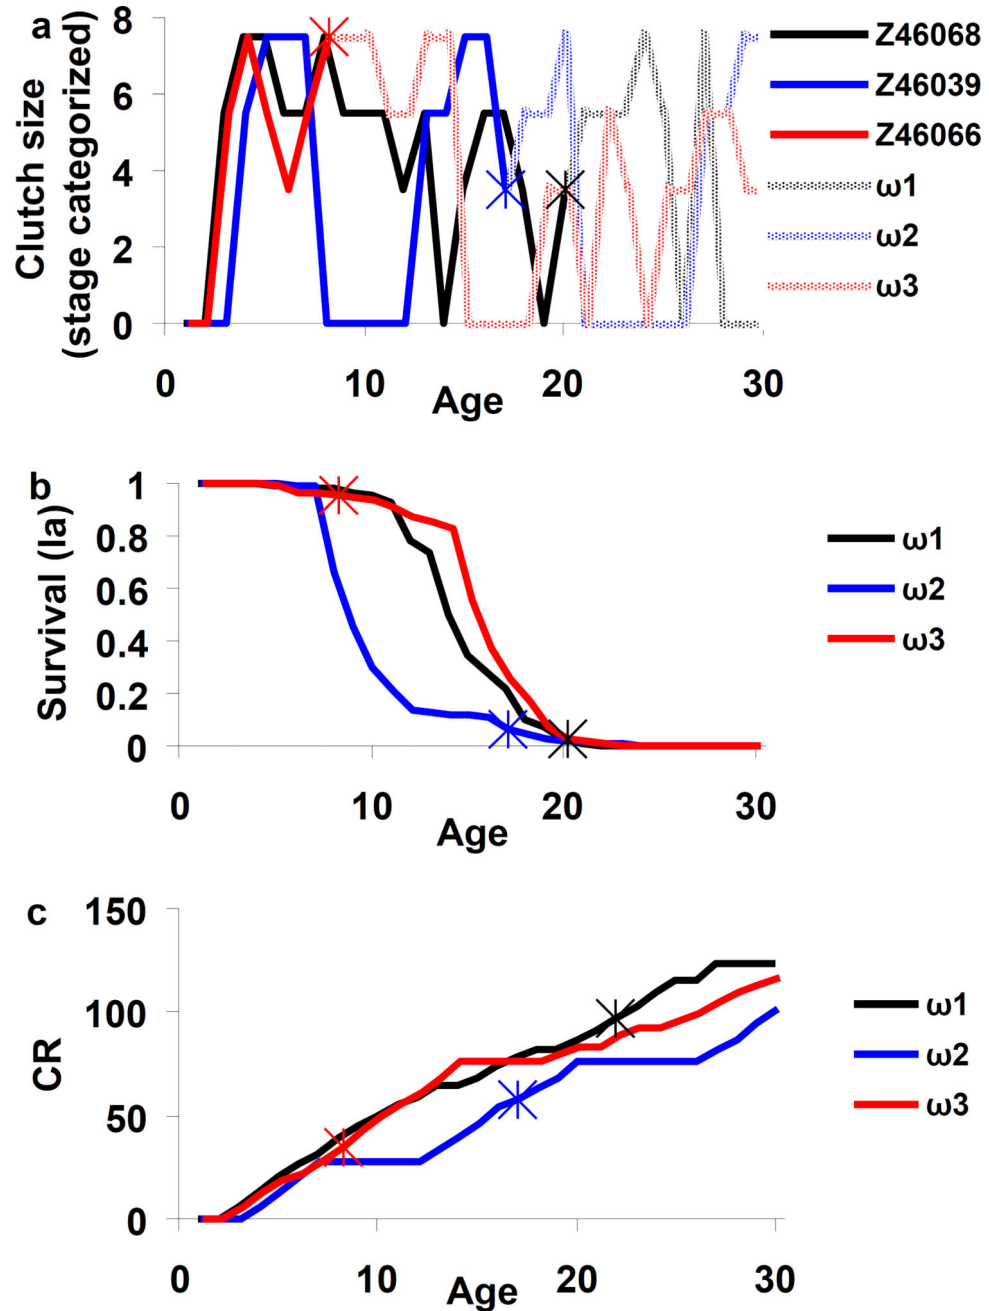 a
Clutch size
(stage categorized)
8
6
4
2
0
0
10
20
30
Age
Z46068
Z46039
Z46066
ω1
ω2
ω3
b
Survival (la)
1
0.8
0.6
0.4
0.2
0
0
10
20
30
Age
ω1
ω2
ω3
c
CR
150
100
50
0
0
10
20
30
Age
ω1
ω2
ω3